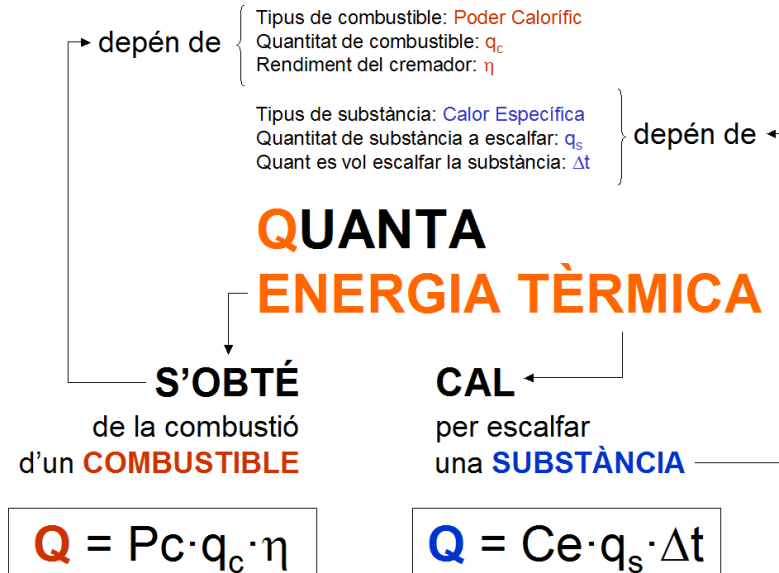 depén de
Tipus de combustible: Poder Calorífic
Quantitat de combustible: qc
Rendiment del cremador: η
Tipus de substància: Calor Específica
Quantitat de substància a escalfar: qs
Quant es vol escalfar la substància: Δt
depén de
QUANTA
ENERGIA TÈRMICA
S’OBTÉ
de la combustió
d’un COMBUSTIBLE
CAL
per escalfar
una SUBSTÀNCIA
Q = Pc·qc·η
Q = Ce·qs·Δt